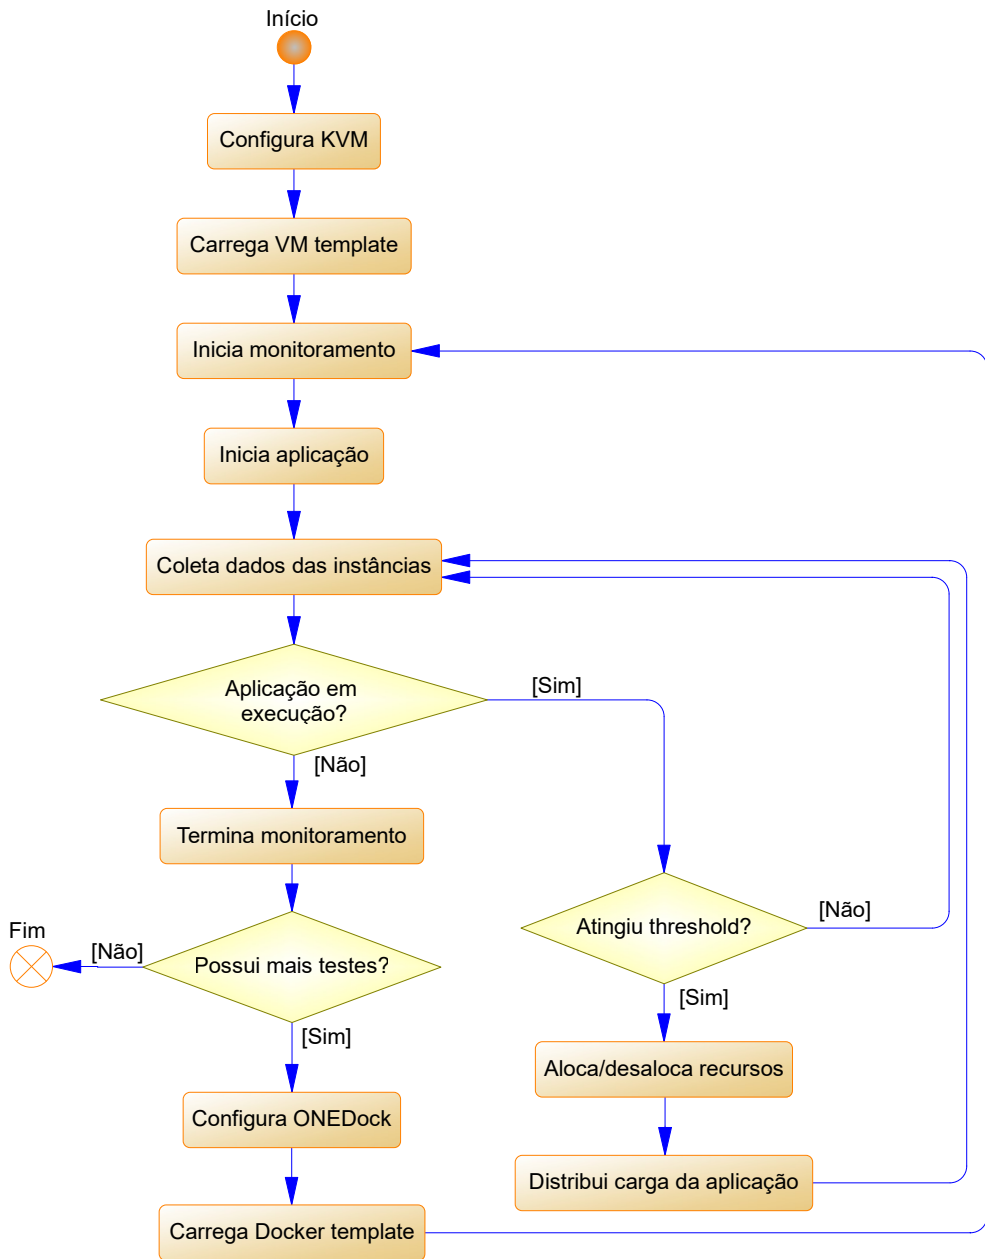 Início
Configura KVM
Carrega VM template
Inicia monitoramento
Inicia aplicação
Coleta dados das instâncias
Aplicação em
execução?
[Sim]
[Não]
Termina monitoramento
Atingiu threshold?
[Não]
Fim
[Não]
Possui mais testes?
[Sim]
[Sim]
Aloca/desaloca recursos
Configura ONEDock
Distribui carga da aplicação
Carrega Docker template